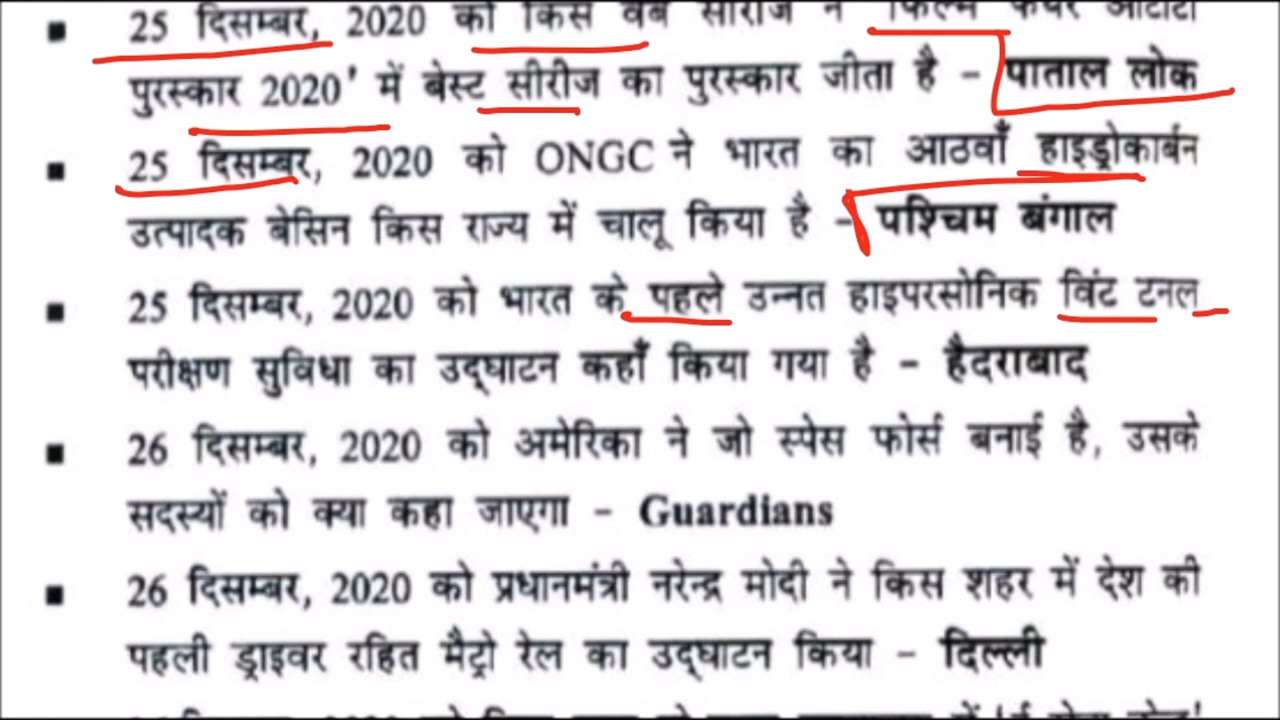 ▪ 25 दिसम्बर, 2020 को किस वेब सीरीज ने 'फिल्म फेयर ओटीटी
पुरस्कार 2020' में बेस्ट सीरीज का पुरस्कार जीता है – पाताल लोक
▪ 25 दिसम्बर, 2020 को ONGC ने भारत का आठवाँ हाइड्रोकार्बन
उत्पादक बेसिन किस राज्य में चालू किया है – पश्चिम बंगाल
▪ 25 दिसम्बर, 2020 को भारत के पहले उन्नत हाइपरसोनिक विंट टनल
परीक्षण सुविधा का उद्घाटन कहाँ किया गया है – हैदराबाद
▪ 26 दिसम्बर, 2020 को अमेरिका ने जो स्पेस फोर्स बनाई है, उसके
सदस्यों को क्या कहा जाएगा – Guardians
▪ 26 दिसम्बर, 2020 को प्रधानमंत्री नरेन्द्र मोदी ने किस शहर में देश की
पहली ड्राइवर रहित मैट्रो रेल का उद्घाटन किया – दिल्ली